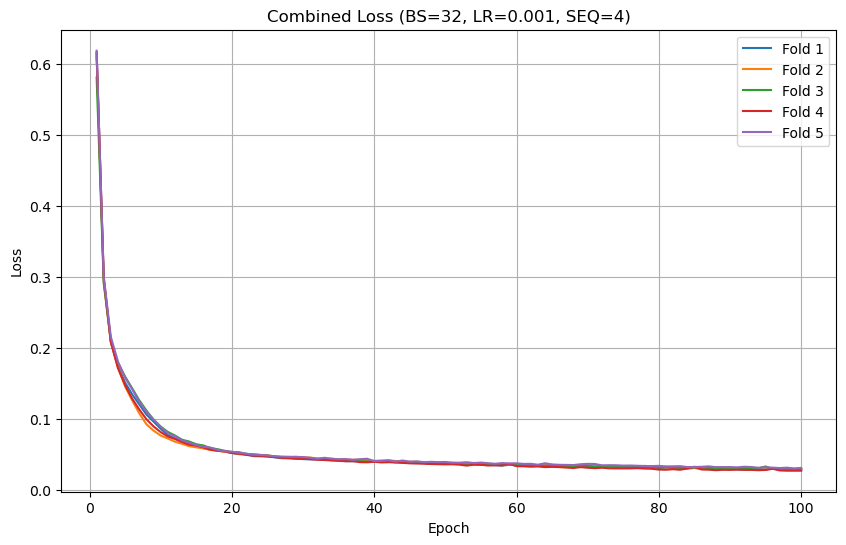 Combined Loss (BS=32, LR=0.001, SEQ=4)
Fold 1
Fold 2
Fold 3
Fold 4
Fold 5
Loss
0.6
0.5
0.4
0.3
0.2
0.1
0.0
0 20 40 60 80 100
Epoch